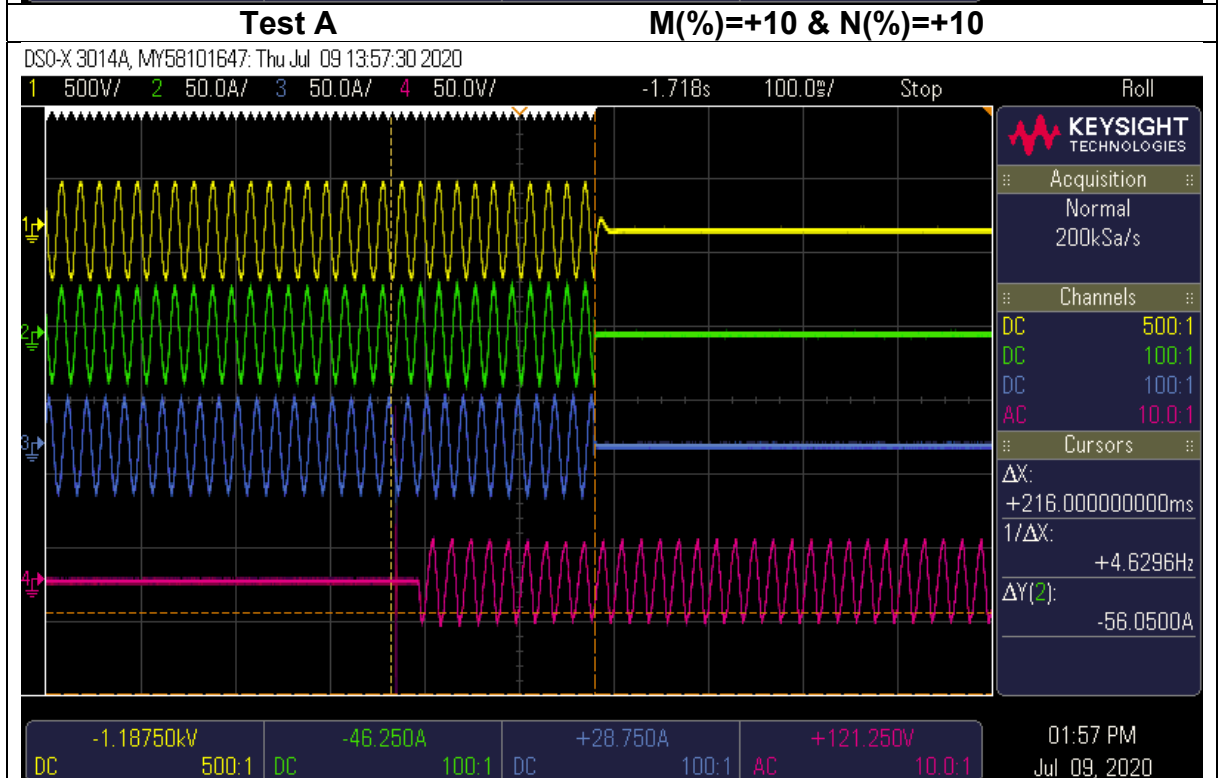 Test A M(%)=+10 & N(%)=+10
DSO-X 3014A, MY58101647: Thu Jul 09 13:57:30 2020
1 500V/ 2 50.0A/ 3 50.0A/ 4 50.0V/ -1.718s 100.0ms/ Stop Roll
KEYSIGHT
TECHNOLOGIES
Acquisition
Normal
200kSa/s
Channels
DC 500:1
DC 100:1
DC 100:1
AC 10.0:1
Cursors
ΔX:
+216.000000000ms
1/ΔX:
+4.6296Hz
ΔY(2):
-56.0500A
1
2
3
4
-1.18750kV -46.250A +28.750A +121.250V
DC 500:1 DC 100:1 DC 100:1 AC 10.0:1
01:57 PM
Jul 09, 2020